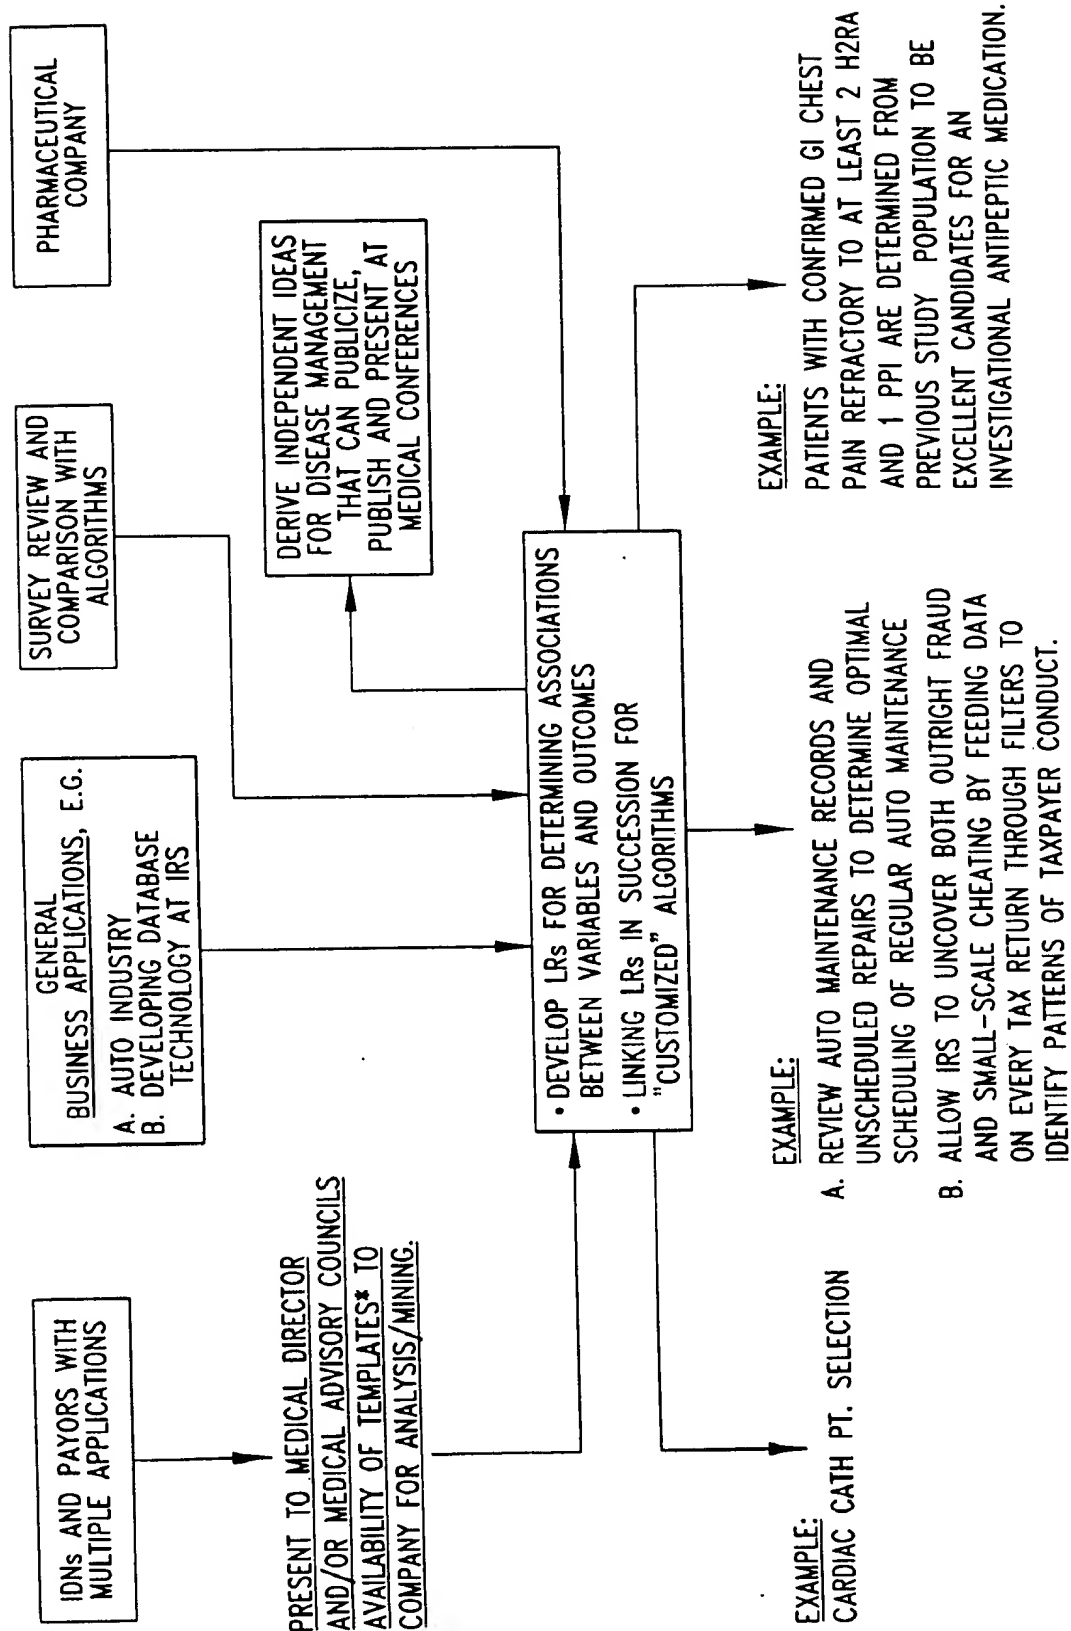 IDNs AND PAYORS WITH
MULTIPLE APPLICATIONS
PRESENT TO MEDICAL DIRECTOR
AND/OR MEDICAL ADVISORY COUNCILS
AVAILABILITY OF TEMPLATES* TO
COMPANY FOR ANALYSIS/MINING.
GENERAL
BUSINESS APPLICATIONS, E.G.
A. AUTO INDUSTRY
B. DEVELOPING DATABASE
TECHNOLOGY AT IRS
SURVEY REVIEW AND
COMPARISON WITH
ALGORITHMS
PHARMACEUTICAL
COMPANY
DERIVE INDEPENDENT IDEAS
FOR DISEASE MANAGEMENT
THAT CAN PUBLICIZE,
PUBLISH AND PRESENT AT
MEDICAL CONFERENCES
• DEVELOP LRs FOR DETERMINING ASSOCIATIONS
BETWEEN VARIABLES AND OUTCOMES
• LINKING LRs IN SUCCESSION FOR
"CUSTOMIZED" ALGORITHMS
EXAMPLE:
CARDIAC CATH PT. SELECTION
EXAMPLE:
A. REVIEW AUTO MAINTENANCE RECORDS AND
UNSCHEDULED REPAIRS TO DETERMINE OPTIMAL
SCHEDULING OF REGULAR AUTO MAINTENANCE
B. ALLOW IRS TO UNCOVER BOTH OUTRIGHT FRAUD
AND SMALL-SCALE CHEATING BY FEEDING DATA
ON EVERY TAX RETURN THROUGH FILTERS TO
IDENTIFY PATTERNS OF TAXPAYER CONDUCT.
EXAMPLE:
PATIENTS WITH CONFIRMED GI CHEST
PAIN REFRACTORY TO AT LEAST 2 H2RA
AND 1 PPI ARE DETERMINED FROM
PREVIOUS STUDY POPULATION TO BE
EXCELLENT CANDIDATES FOR AN
INVESTIGATIONAL ANTIPEPTIC MEDICATION.